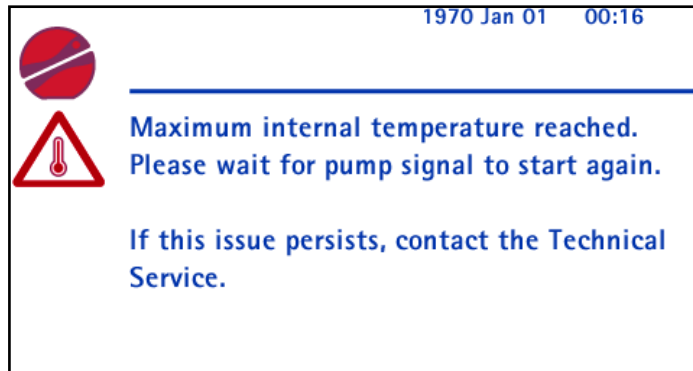 1970 Jan 01 00:16
Maximum internal temperature reached.
Please wait for pump signal to start again.
If this issue persists, contact the Technical
Service.